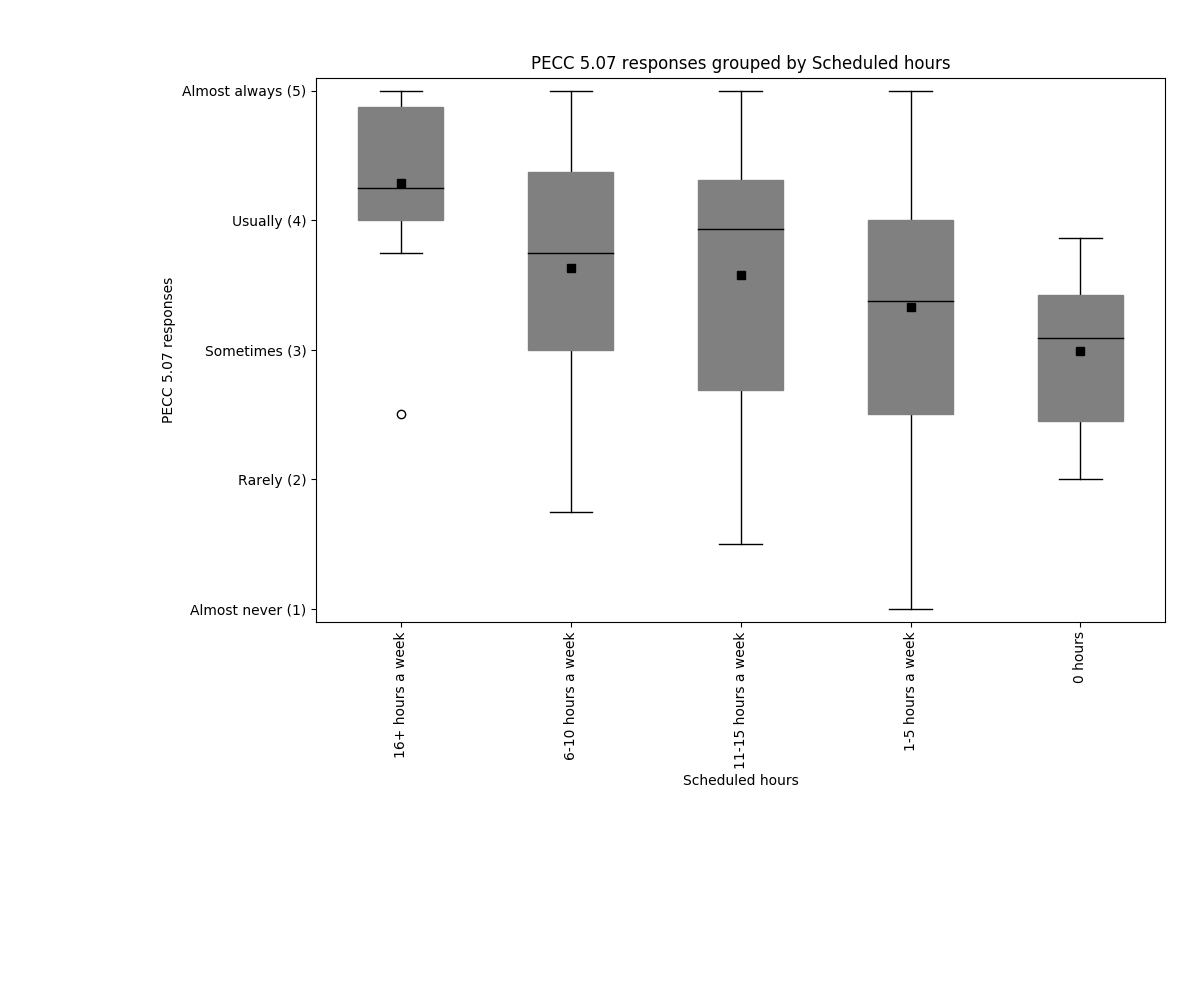 PECC 5.07 responses grouped by Scheduled hours
Almost always (5)
Usually (4)
Sometimes (3)
Rarely (2)
Almost never (1)
PECC 5.07 responses
16+ hours a week
6-10 hours a week
11-15 hours a week
1-5 hours a week
0 hours
Scheduled hours